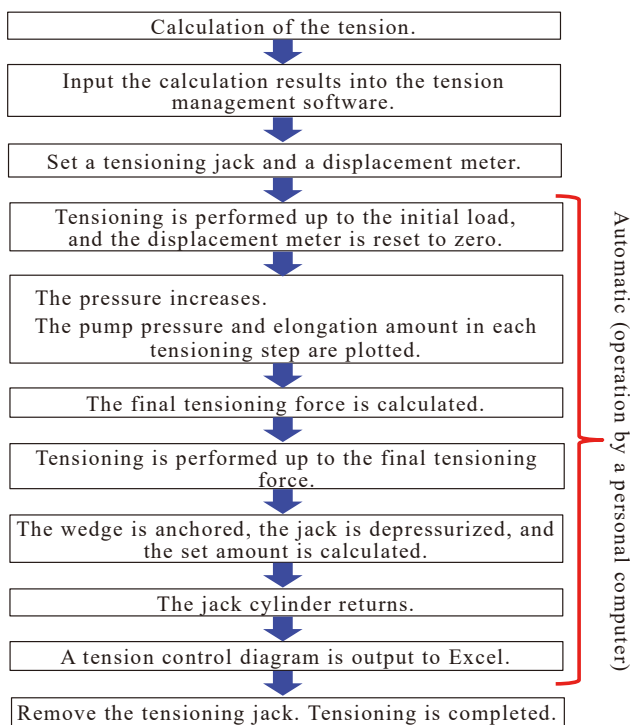 Calculation of the tension.
Input the calculation results into the tension
management software.
Set a tensioning jack and a displacement meter.
Tensioning is performed up to the initial load,
and the displacement meter is reset to zero.
The pressure increases.
The pump pressure and elongation amount in each
tensioning step are plotted.
The final tensioning force is calculated.
Tensioning is performed up to the final tensioning
force.
The wedge is anchored, the jack is depressurized, and
the set amount is calculated.
The jack cylinder returns.
A tension control diagram is output to Excel.
Remove the tensioning jack. Tensioning is completed.
Automatic (operation by a personal computer)